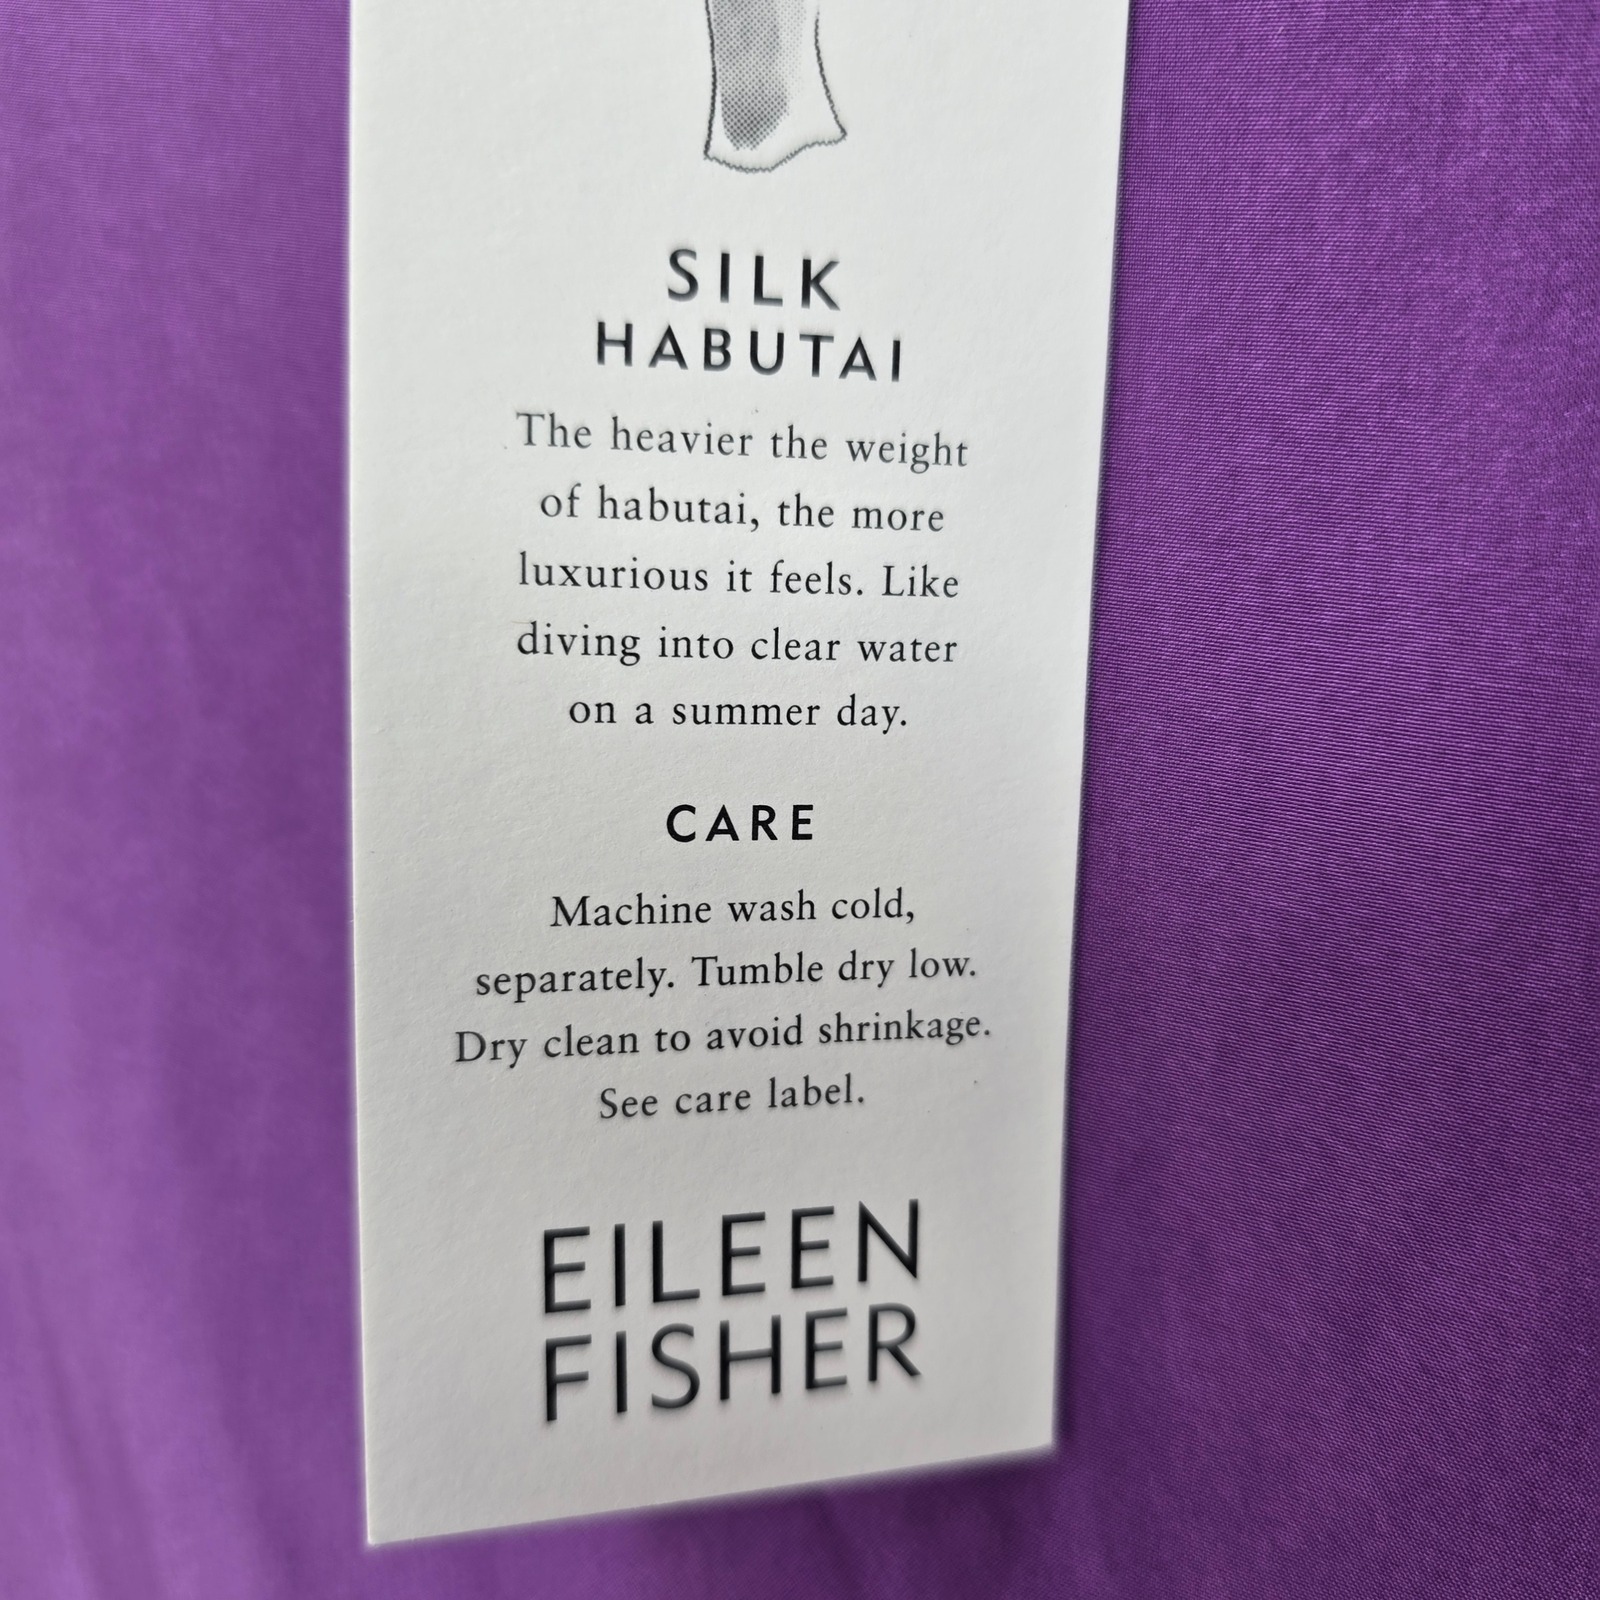 SILK
HABUTAI
The heavier the weight
of habutai, the more
luxurious it feels. Like
diving into clear water
on a summer day.
CARE
Machine wash cold,
separately. Tumble dry low.
Dry clean to avoid shrinkage.
See care label.
EILEEN
FISHER